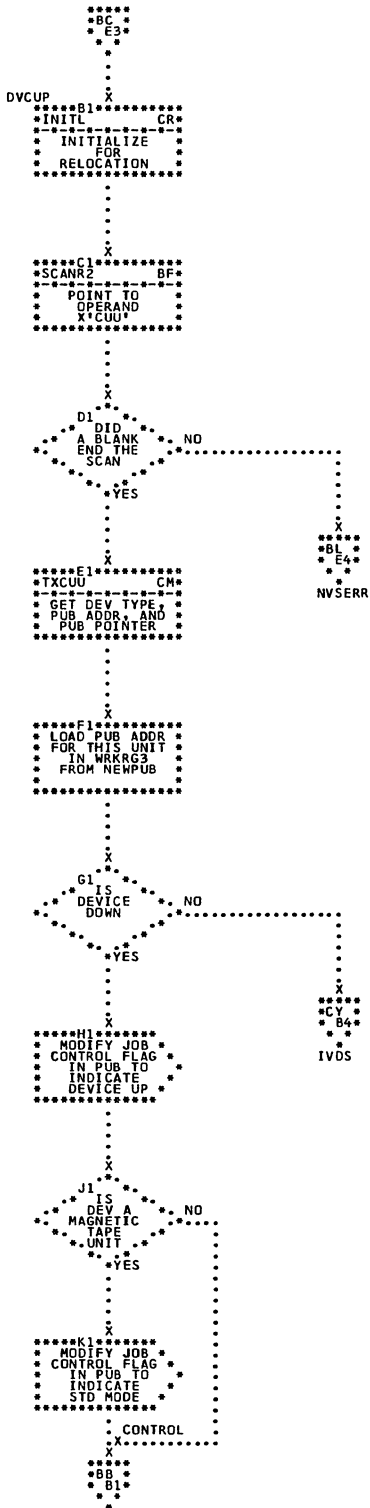 BC
E3
DVCUP
B1
INITL CR
INITIALIZE
FOR
RELOCATION
C1
SCANR2 BF
POINT TO
OPERAND
X'CUU'
D1
DID
A BLANK
END THE
SCAN
NO
YES
BL
E4
NVSERR
E1
TXCUU CM
GET DEV TYPE,
PUB ADDR, AND
PUB POINTER
F1
LOAD PUB ADDR
FOR THIS UNIT
IN WRKRG3
FROM NEWPUB
G1
IS
DEVICE
DOWN
NO
YES
CY
B4
IVDS
H1
MODIFY JOB
CONTROL FLAG
IN PUB TO
INDICATE
DEVICE UP
J1
IS
DEV A
MAGNETIC
TAPE
UNIT
NO
YES
K1
MODIFY JOB
CONTROL FLAG
IN PUB TO
INDICATE
STD MODE
CONTROL
BB
B1